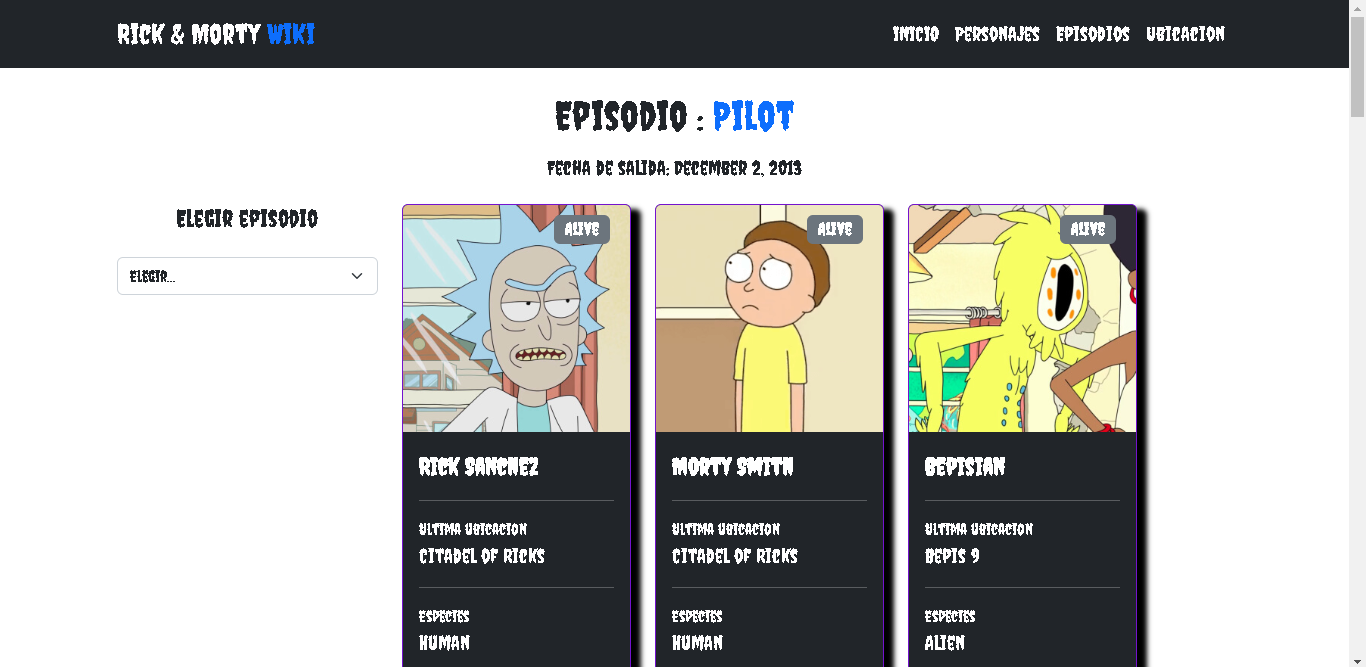 RICK & MORTY WIKI
INICIO PERSONAJES EPISODIOS UBICACION
EPISODIO : PILOT
FECHA DE SALIDA: DECEMBER 2, 2013
ELEGIR EPISODIO
ELEGIR...
ALIVE
RICK SANCHEZ
ULTIMA UBICACION
CITADEL OF RICKS
ESPECIES
HUMAN
ALIVE
MORTY SMITH
ULTIMA UBICACION
CITADEL OF RICKS
ESPECIES
HUMAN
ALIVE
BEPISIAN
ULTIMA UBICACION
BEPIS 9
ESPECIES
ALIEN